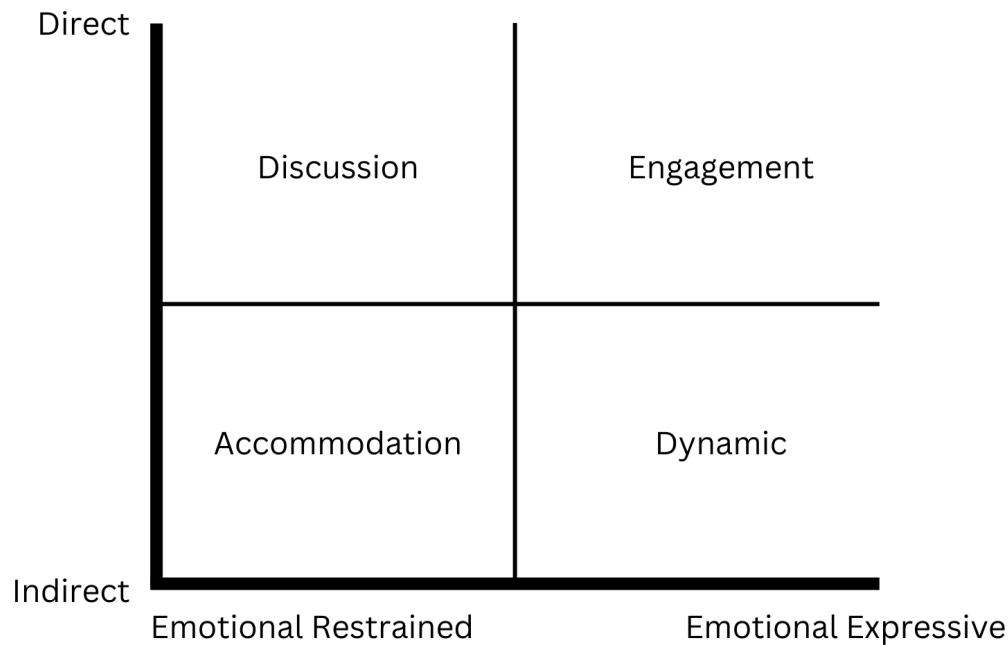 Direct
Discussion
Engagement
Accommodation
Dynamic
Indirect
Emotional Restrained
Emotional Expressive